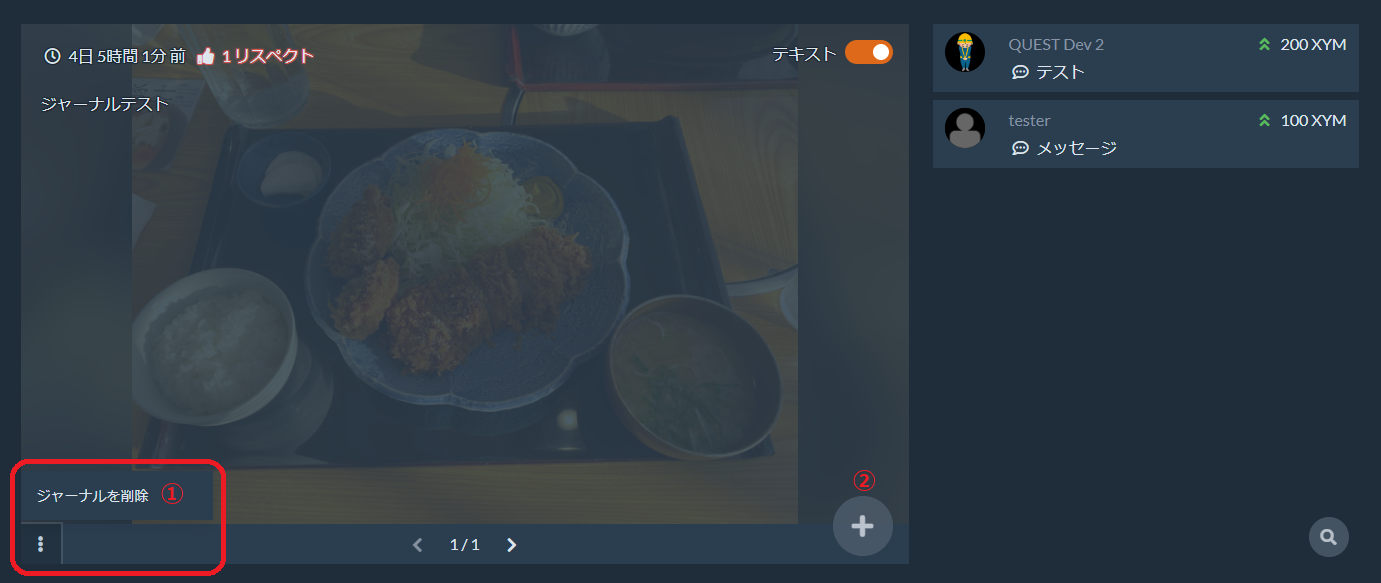 4日 5時間 1分 前 1 リスペクト
テキスト
ジャーナルテスト
ジャーナルを削除 ①
②
1 / 1
QUEST Dev 2 200 XYM
テスト
tester 100 XYM
メッセージ